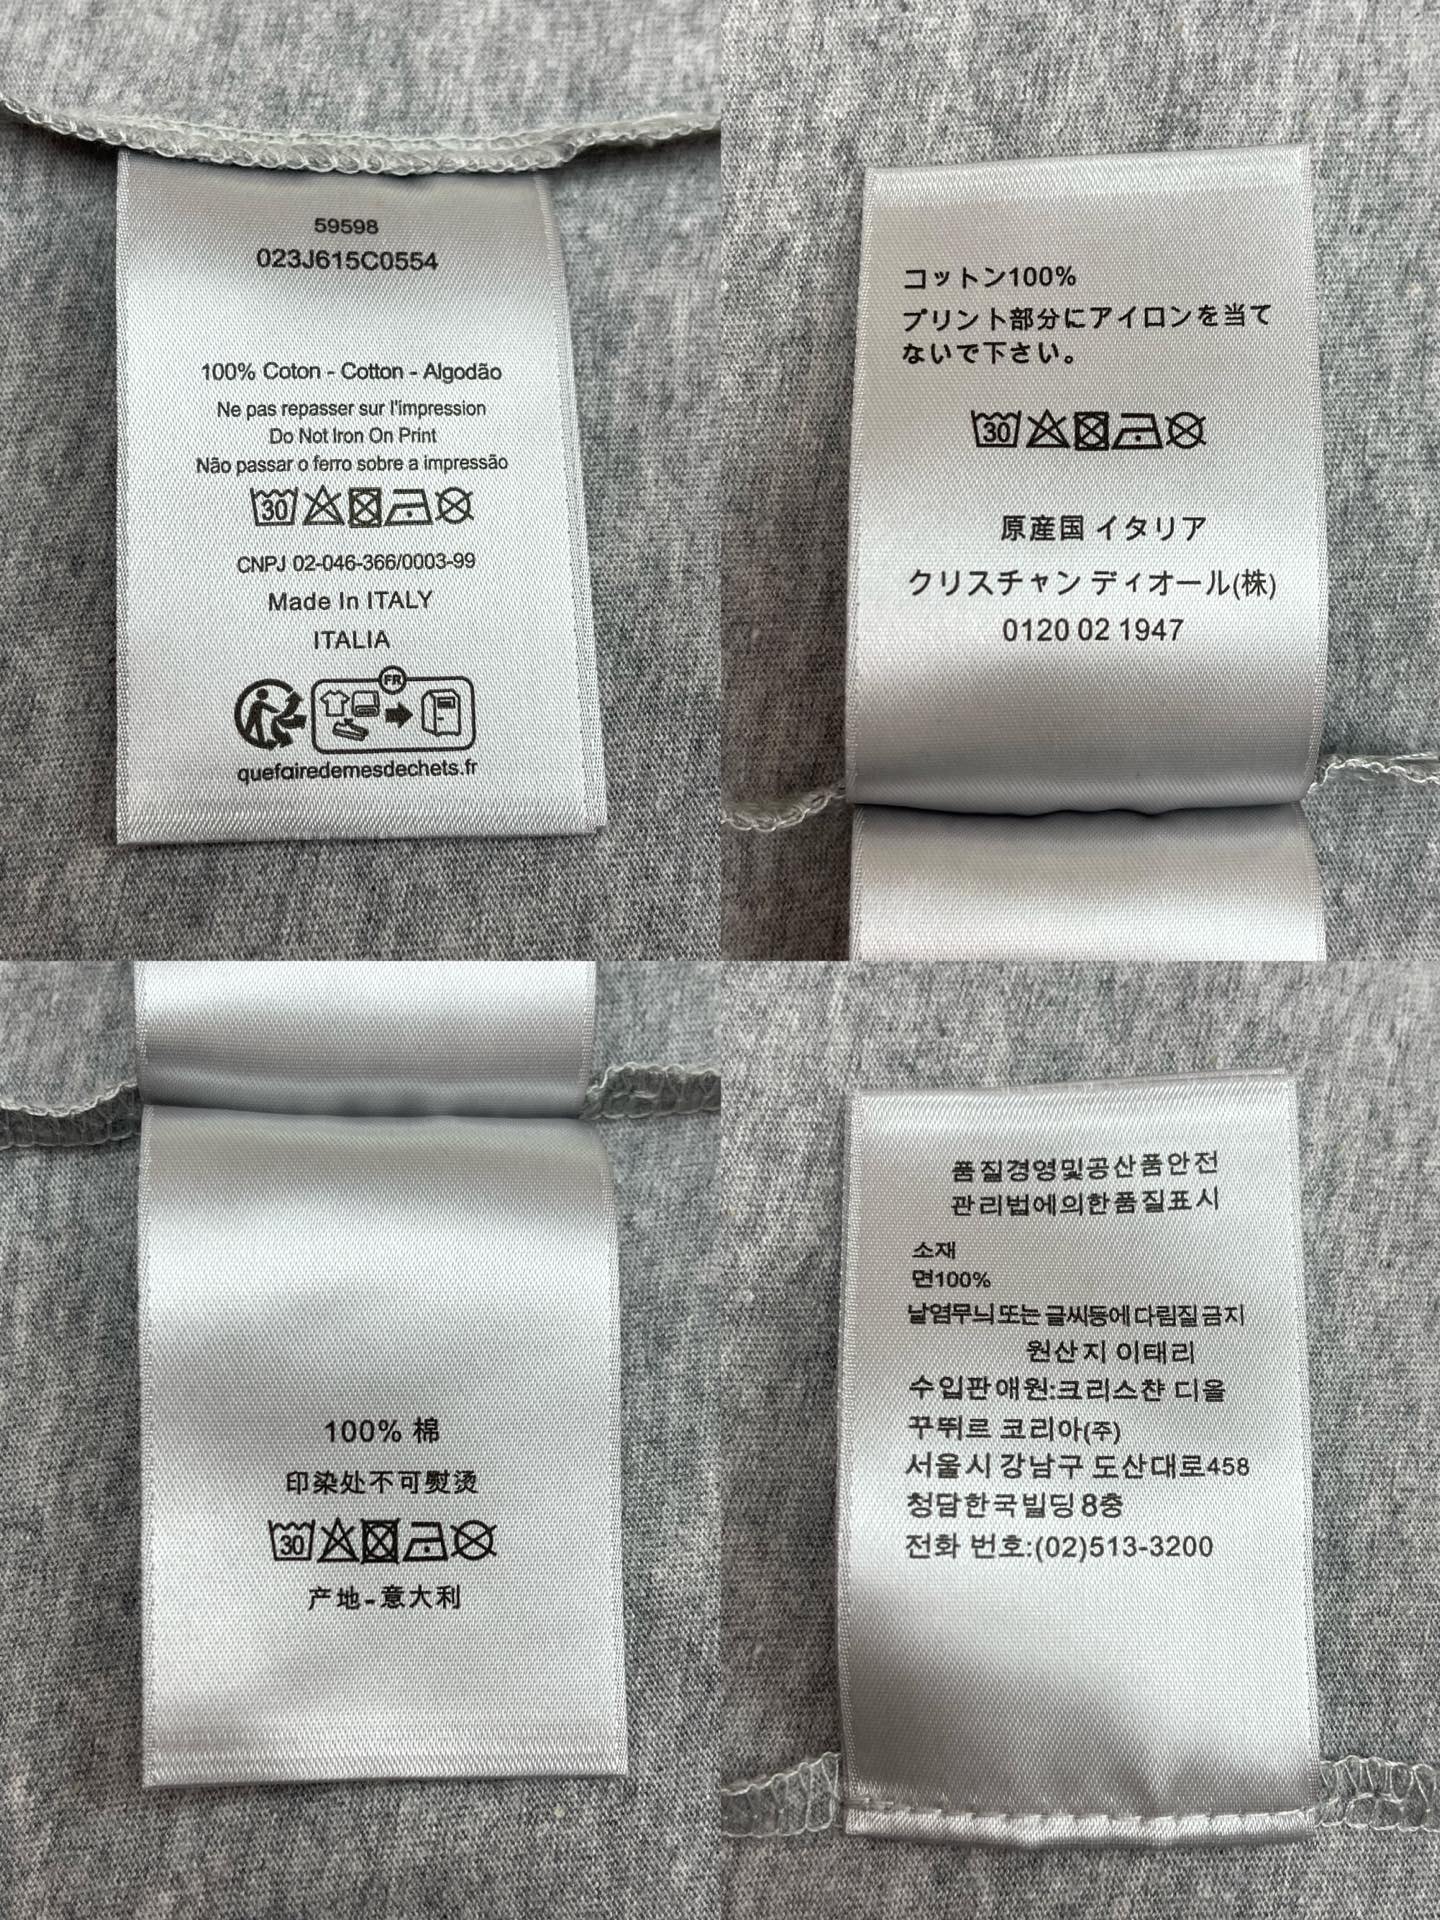 59598
023J615C0554
100% Coton - Cotton - Algodão
Ne pas repasser sur l'impression
Do Not Iron On Print
Não passar o ferro sobre a impressão
30
CNPJ 02-046-366/0003-99
Made In ITALY
ITALIA
FR
quefairedemesdechets.fr
コットン100%
プリント部分にアイロンを当て
ないで下さい。
30
原産国 イタリア
クリスチャン ディオール(株)
0120 02 1947
100% 棉
印染处不可熨烫
30
产地-意大利
품질경영및공산품안전
관리법에의한품질표시
소재
면100%
날염무늬 또는 글씨등에 다림질 금지
원산지 이태리
수입판애원:크리스챤 디올
꾸뛰르 코리아(주)
서울시 강남구 도산대로458
청담한국빌딩 8층
전화 번호:(02)513-3200